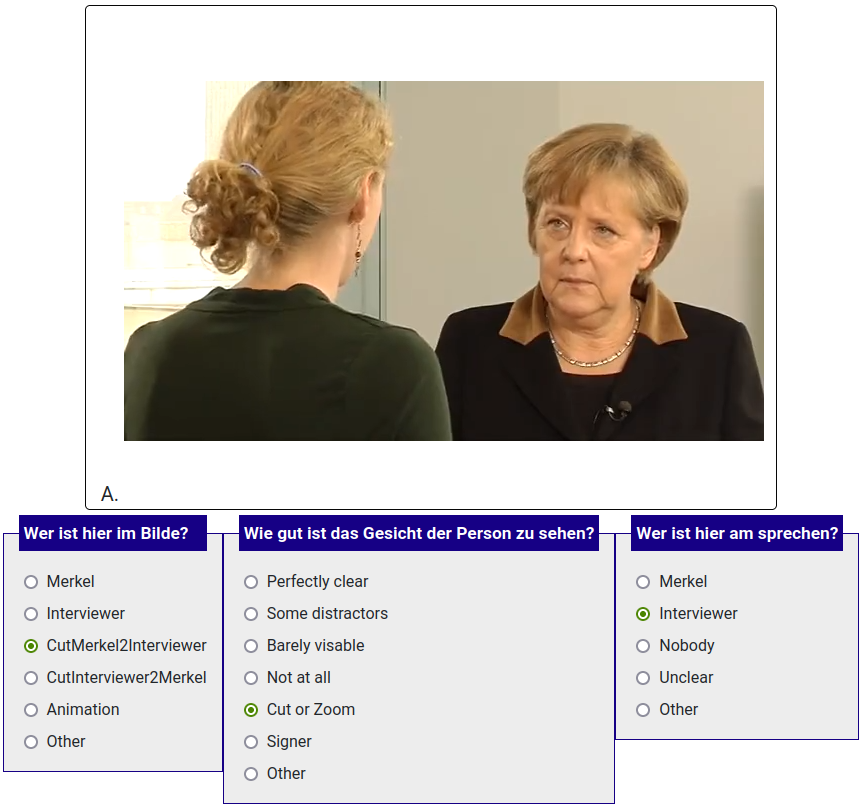 A.
Wer ist hier im Bilde?
Merkel
Interviewer
CutMerkel2Interviewer
CutInterviewer2Merkel
Animation
Other
Wie gut ist das Gesicht der Person zu sehen?
Perfectly clear
Some distractors
Barely visable
Not at all
Cut or Zoom
Signer
Other
Wer ist hier am sprechen?
Merkel
Interviewer
Nobody
Unclear
Other